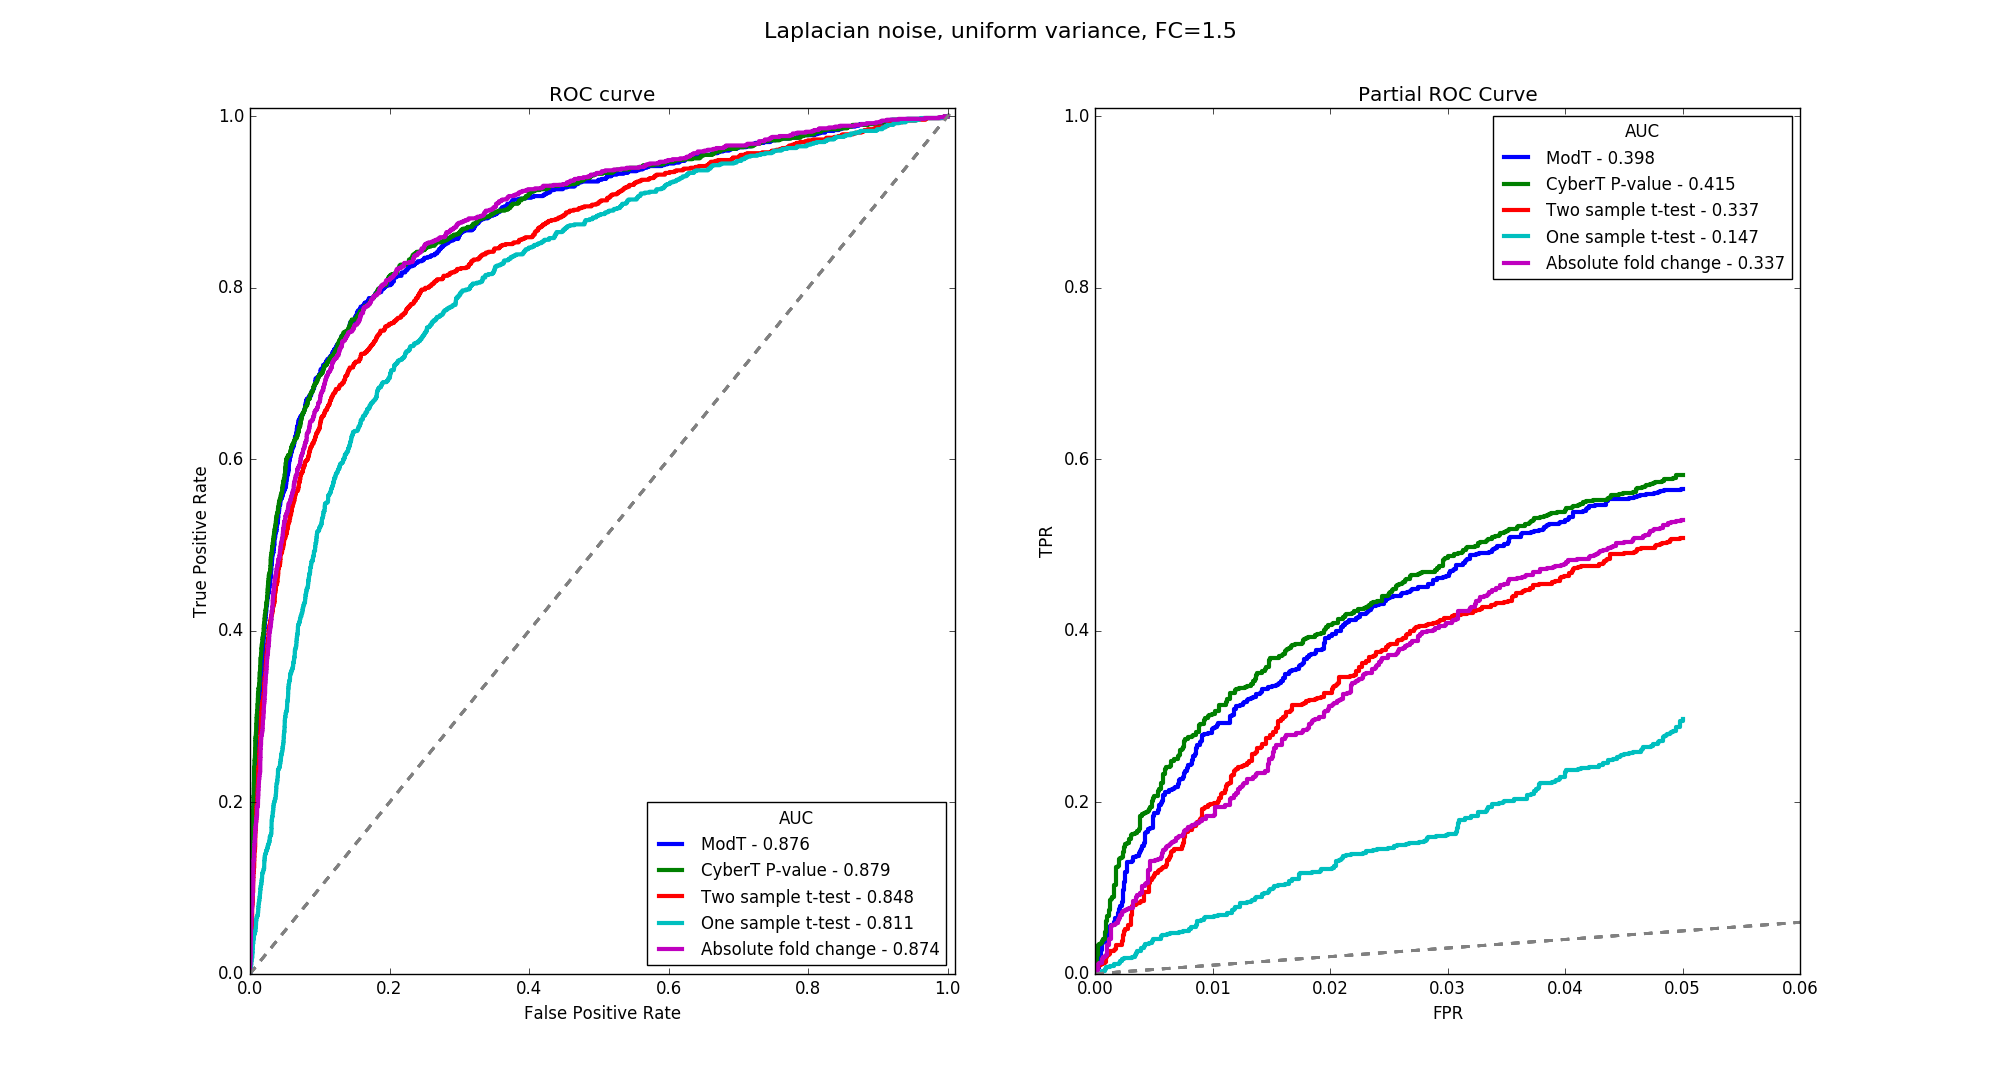 Laplacian noise, uniform variance, FC=1.5
ROC curve
1.0
0.8
0.6
0.4
0.2
0.0
True Positive Rate
0.0 0.2 0.4 0.6 0.8 1.0
False Positive Rate
AUC
ModT - 0.876
CyberT P-value - 0.879
Two sample t-test - 0.848
One sample t-test - 0.811
Absolute fold change - 0.874
Partial ROC Curve
1.0
0.8
0.6
0.4
0.2
0.0
TPR
0.00 0.01 0.02 0.03 0.04 0.05 0.06
FPR
AUC
ModT - 0.398
CyberT P-value - 0.415
Two sample t-test - 0.337
One sample t-test - 0.147
Absolute fold change - 0.337